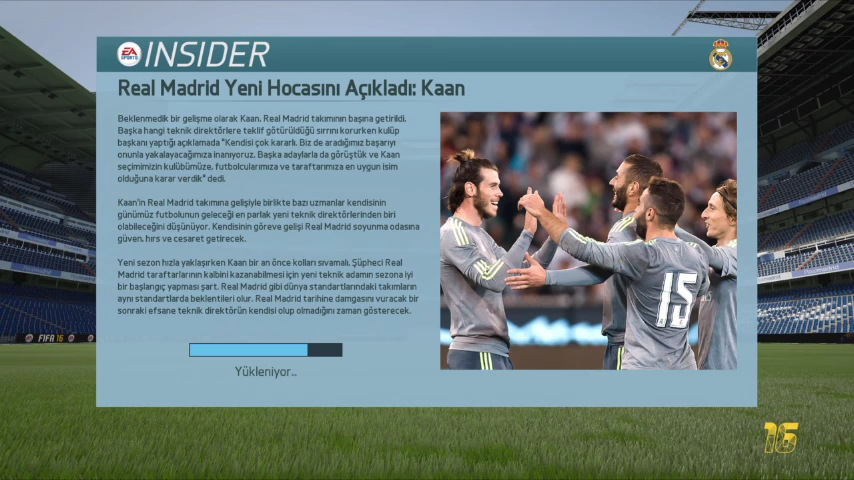 EA SPORTS
INSIDER
Real Madrid Yeni Hocasını Açıkladı: Kaan
Beklenmedik bir gelişme olarak Kaan, Real Madrid takımının başına getirildi.
Başka hangi teknik direktörlere teklif götürüldüğü sırrını korurken kulüp
başkanı yaptığı açıklamada "Kendisi çok kararlı. Biz de aradığımız başarıyı
onunla yakalayacağımıza inanıyoruz. Başka adaylarla da görüştük ve Kaan
seçimimizin kulübümüze, futbolcularımıza ve taraftarımıza en uygun isim
olduğuna karar verdik" dedi.
Kaan'in Real Madrid takımına gelişiyle birlikte bazı uzmanlar kendisinin
günümüz futbolunun geleceği en parlak yeni teknik direktörlerinden biri
olabileceğini düşünüyor. Kendisinin göreve gelişi Real Madrid soyunma odasına
güven, hırs ve cesaret getirecek.
Yeni sezon hızla yaklaşırken Kaan bir an önce kolları sıvamalı. Şüpheci Real
Madrid taraftarlarının kalbini kazanabilmesi için yeni teknik adamın sezona iyi
bir başlangıç yapması şart. Real Madrid gibi dünya standartlarındaki takımların
aynı standartlarda beklentileri olur. Real Madrid tarihine damgasını vuracak bir
sonraki efsane teknik direktörün kendisi olup olmadığını zaman gösterecek.
15
Yükleniyor...
FIFA 16
16